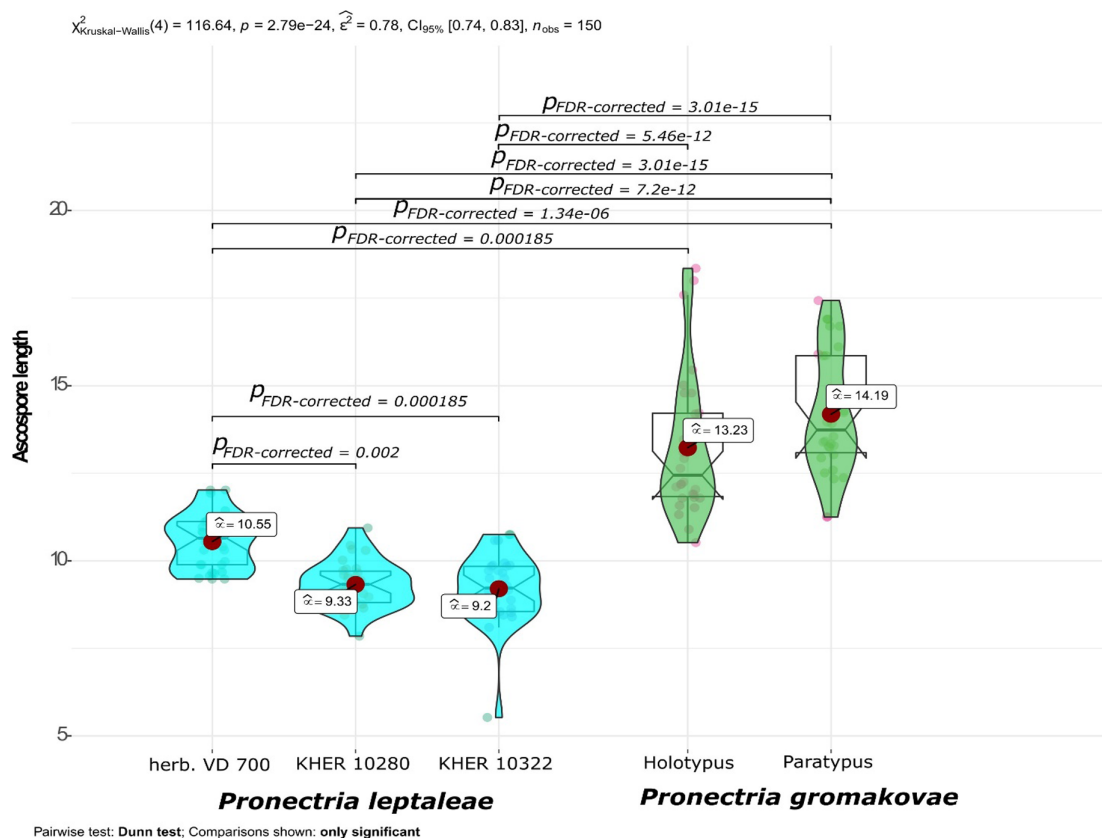 χ²Kruskal−Wallis(4) = 116.64, p = 2.79e−24, ε̂² = 0.78, CI95% [0.74, 0.83], nobs = 150
pFDR-corrected = 3.01e-15
pFDR-corrected = 5.46e-12
pFDR-corrected = 3.01e-15
pFDR-corrected = 7.2e-12
pFDR-corrected = 1.34e-06
pFDR-corrected = 0.000185
pFDR-corrected = 0.000185
pFDR-corrected = 0.002
Ascospore length
20
15
10
5
= 10.55
= 9.33
= 9.2
= 13.23
= 14.19
herb. VD 700 KHER 10280 KHER 10322 Holotypus Paratypus
Pronectria leptaleae Pronectria gromakovae
Pairwise test: Dunn test; Comparisons shown: only significant